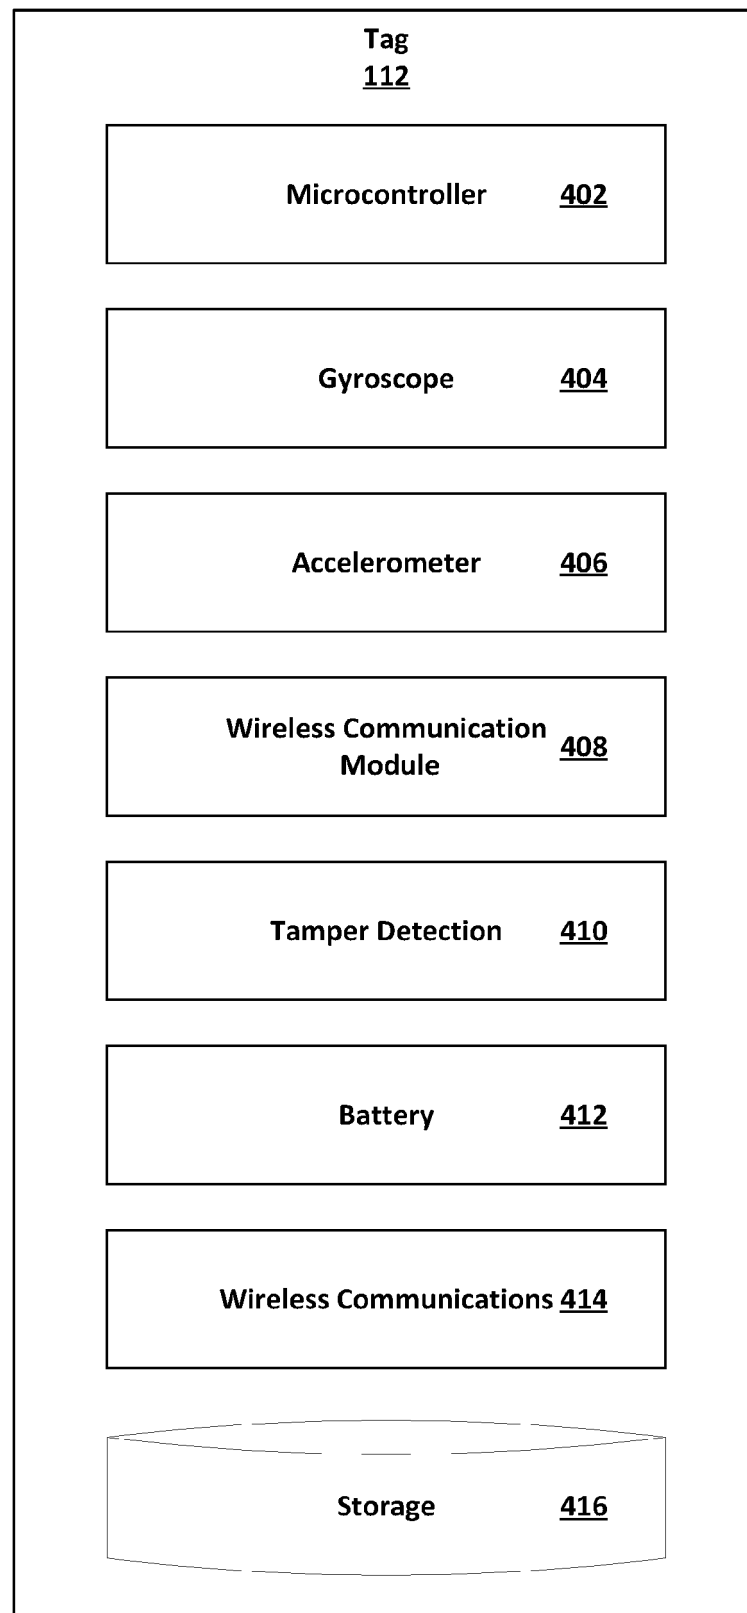 Tag
112
Microcontroller 402
Gyroscope 404
Accelerometer 406
Wireless Communication
Module 408
Tamper Detection 410
Battery 412
Wireless Communications 414
Storage 416